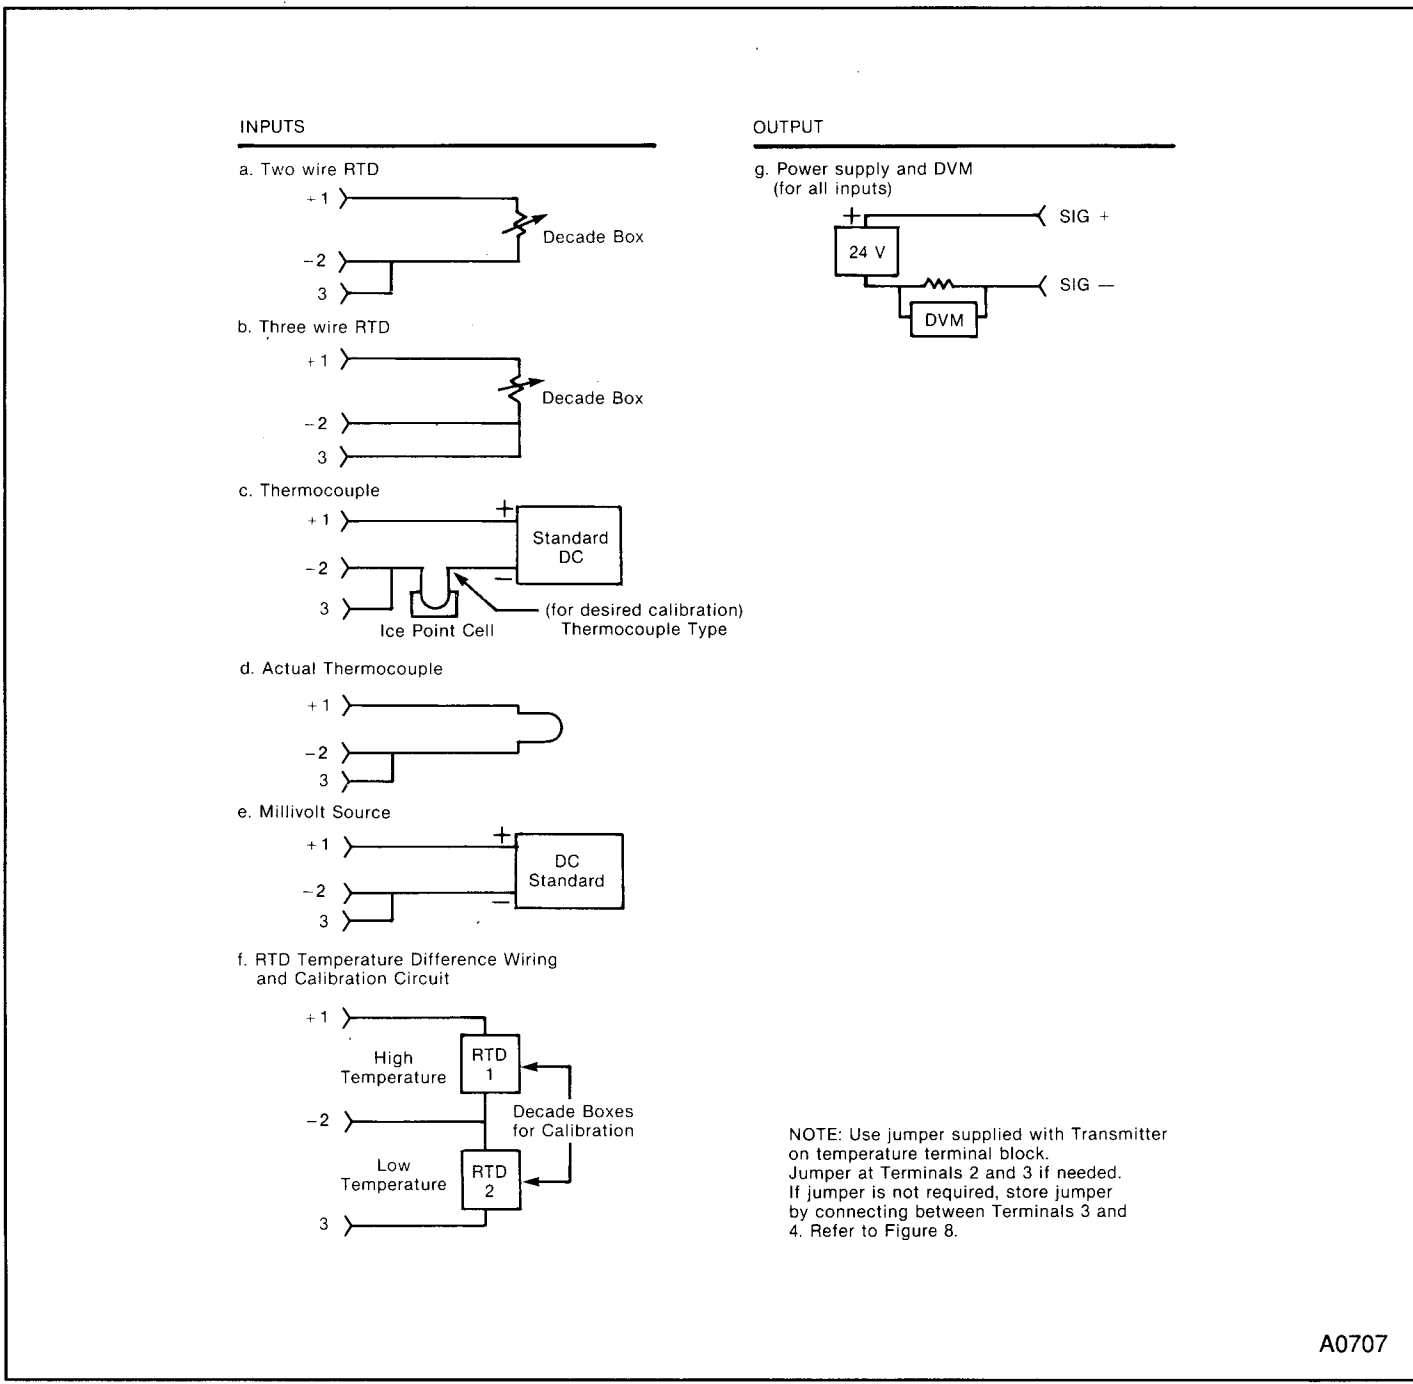 INPUTS
a. Two wire RTD
+1
Decade Box
−2
3
b. Three wire RTD
+1
Decade Box
−2
3
c. Thermocouple
+1
+
Standard
DC
−2
−
3
(for desired calibration)
Thermocouple Type
Ice Point Cell
d. Actual Thermocouple
+1
−2
3
e. Millivolt Source
+1
+
DC
Standard
−2
−
3
f. RTD Temperature Difference Wiring
and Calibration Circuit
+1
High
Temperature
RTD
1
−2
Decade Boxes
for Calibration
Low
Temperature
RTD
2
3
OUTPUT
g. Power supply and DVM
(for all inputs)
+
SIG +
24 V
SIG −
DVM
NOTE: Use jumper supplied with Transmitter
on temperature terminal block.
Jumper at Terminals 2 and 3 if needed.
If jumper is not required, store jumper
by connecting between Terminals 3 and
4. Refer to Figure 8.
A0707